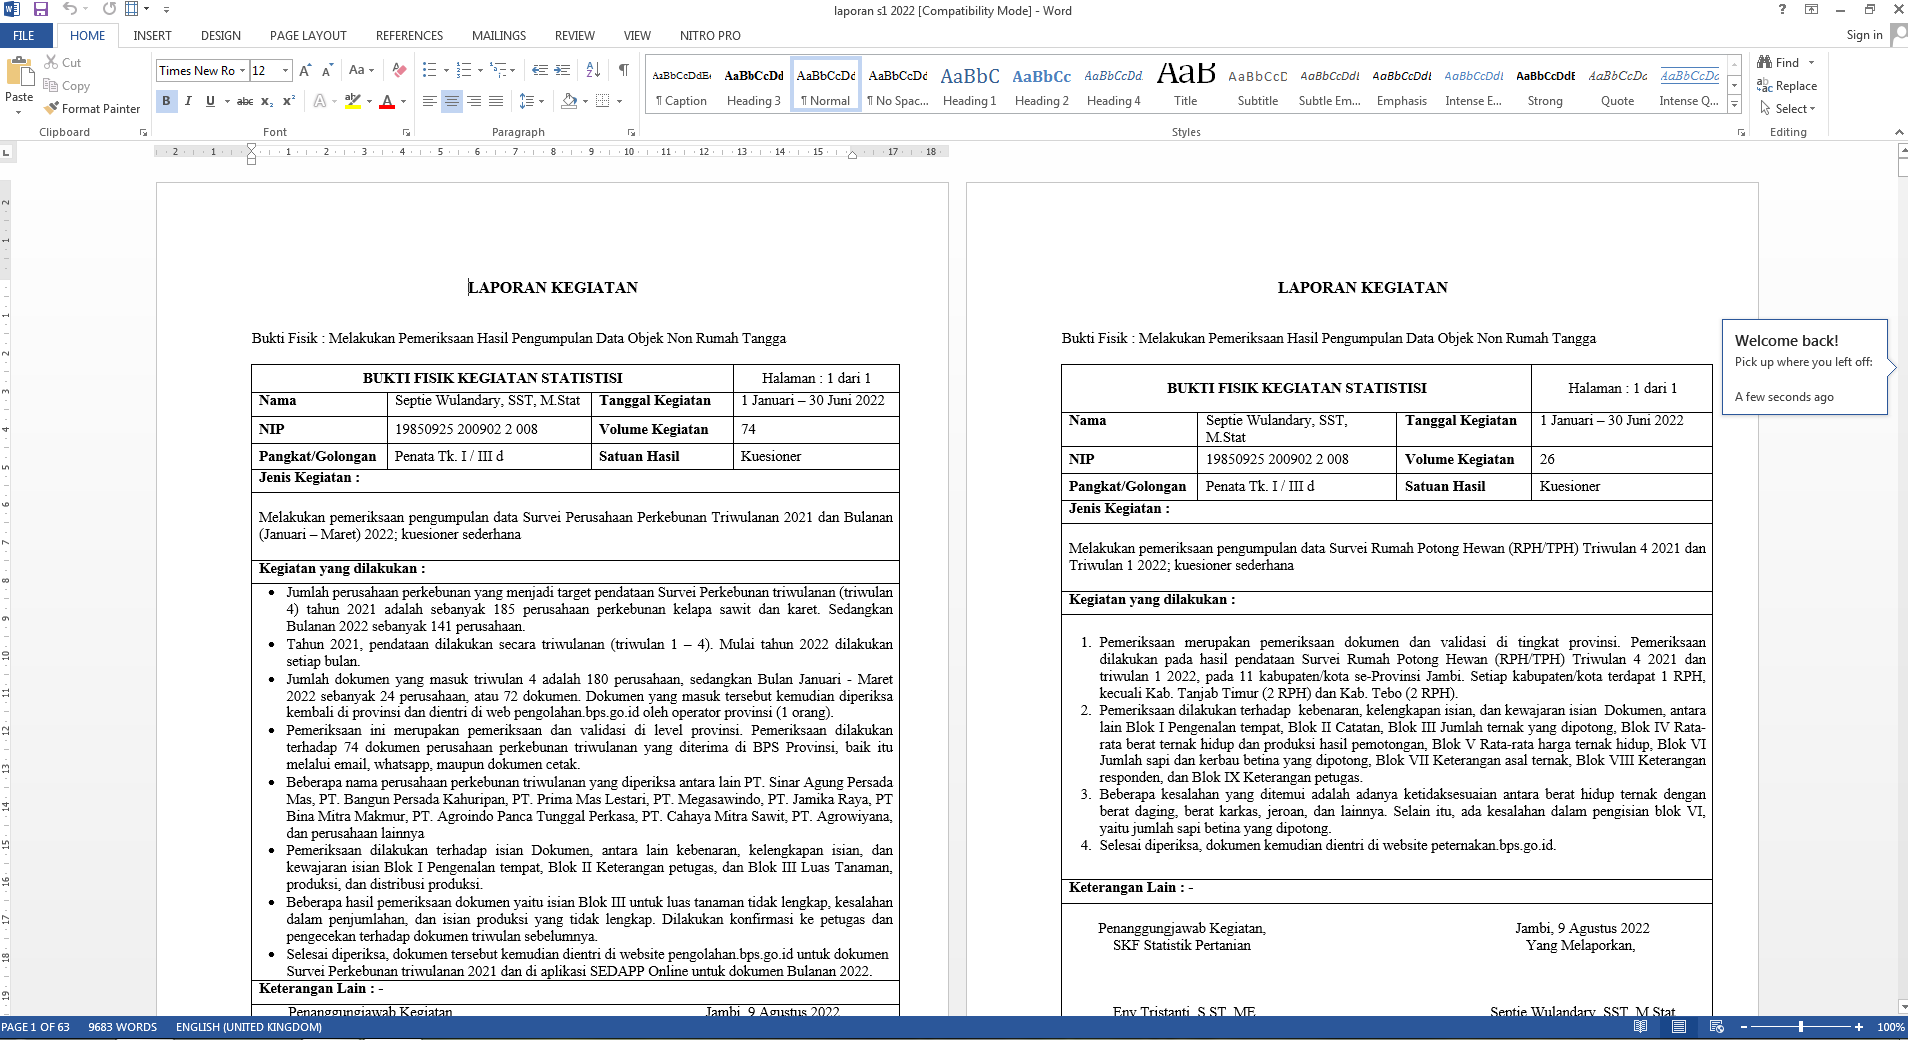 laporan s1 2022 [Compatibility Mode] - Word
FILE HOME INSERT DESIGN PAGE LAYOUT REFERENCES MAILINGS REVIEW VIEW NITRO PRO
Sign in
Paste
Cut
Copy
Format Painter
Clipboard
Times New Ro 12
Font
Paragraph
AaBbCcDdEe AaBbCcDd AaBbCcDd AaBbCcDd AaBbC AaBbCc AaBbCcDd. AaB AaBbCcD AaBbCcDdE AaBbCcDdE AaBbCcDdE AaBbCcDdE AaBbCcDd AaBbCcDd
¶ Caption Heading 3 ¶ Normal ¶ No Spac... Heading 1 Heading 2 Heading 4 Title Subtitle Subtle Em... Emphasis Intense E... Strong Quote Intense Q...
Styles
Find
Replace
Select
Editing
2 1 1 2 3 4 5 6 7 8 9 10 11 12 13 14 15 17 18
LAPORAN KEGIATAN
Bukti Fisik : Melakukan Pemeriksaan Hasil Pengumpulan Data Objek Non Rumah Tangga
BUKTI FISIK KEGIATAN STATISTISI Halaman : 1 dari 1
Nama Septie Wulandary, SST, M.Stat Tanggal Kegiatan 1 Januari – 30 Juni 2022
NIP 19850925 200902 2 008 Volume Kegiatan 74
Pangkat/Golongan Penata Tk. I / III d Satuan Hasil Kuesioner
Jenis Kegiatan :
Melakukan pemeriksaan pengumpulan data Survei Perusahaan Perkebunan Triwulanan 2021 dan Bulanan
(Januari – Maret) 2022; kuesioner sederhana
Kegiatan yang dilakukan :
• Jumlah perusahaan perkebunan yang menjadi target pendataan Survei Perkebunan triwulanan (triwulan
4) tahun 2021 adalah sebanyak 185 perusahaan perkebunan kelapa sawit dan karet. Sedangkan
Bulanan 2022 sebanyak 141 perusahaan.
• Tahun 2021, pendataan dilakukan secara triwulanan (triwulan 1 – 4). Mulai tahun 2022 dilakukan
setiap bulan.
• Jumlah dokumen yang masuk triwulan 4 adalah 180 perusahaan, sedangkan Bulan Januari - Maret
2022 sebanyak 24 perusahaan, atau 72 dokumen. Dokumen yang masuk tersebut kemudian diperiksa
kembali di provinsi dan dientri di web pengolahan.bps.go.id oleh operator provinsi (1 orang).
• Pemeriksaan ini merupakan pemeriksaan dan validasi di level provinsi. Pemeriksaan dilakukan
terhadap 74 dokumen perusahaan perkebunan triwulanan yang diterima di BPS Provinsi, baik itu
melalui email, whatsapp, maupun dokumen cetak.
• Beberapa nama perusahaan perkebunan triwulanan yang diperiksa antara lain PT. Sinar Agung Persada
Mas, PT. Bangun Persada Kahuripan, PT. Prima Mas Lestari, PT. Megasawindo, PT. Jamika Raya, PT
Bina Mitra Makmur, PT. Agroindo Panca Tunggal Perkasa, PT. Cahaya Mitra Sawit, PT. Agrowiyana,
dan perusahaan lainnya
• Pemeriksaan dilakukan terhadap isian Dokumen, antara lain kebenaran, kelengkapan isian, dan
kewajaran isian Blok I Pengenalan tempat, Blok II Keterangan petugas, dan Blok III Luas Tanaman,
produksi, dan distribusi produksi.
• Beberapa hasil pemeriksaan dokumen yaitu isian Blok III untuk luas tanaman tidak lengkap, kesalahan
dalam penjumlahan, dan isian produksi yang tidak lengkap. Dilakukan konfirmasi ke petugas dan
pengecekan terhadap dokumen triwulan sebelumnya.
• Selesai diperiksa, dokumen tersebut kemudian dientri di website pengolahan.bps.go.id untuk dokumen
Survei Perkebunan triwulanan 2021 dan di aplikasi SEDAPP Online untuk dokumen Bulanan 2022.
Keterangan Lain : -
Penanggungjawab Kegiatan Jambi, 9 Agustus 2022
LAPORAN KEGIATAN
Bukti Fisik : Melakukan Pemeriksaan Hasil Pengumpulan Data Objek Non Rumah Tangga
BUKTI FISIK KEGIATAN STATISTISI Halaman : 1 dari 1
Nama Septie Wulandary, SST, Tanggal Kegiatan 1 Januari – 30 Juni 2022
M.Stat
NIP 19850925 200902 2 008 Volume Kegiatan 26
Pangkat/Golongan Penata Tk. I / III d Satuan Hasil Kuesioner
Jenis Kegiatan :
Melakukan pemeriksaan pengumpulan data Survei Rumah Potong Hewan (RPH/TPH) Triwulan 4 2021 dan
Triwulan 1 2022; kuesioner sederhana
Kegiatan yang dilakukan :
1. Pemeriksaan merupakan pemeriksaan dokumen dan validasi di tingkat provinsi. Pemeriksaan
dilakukan pada hasil pendataan Survei Rumah Potong Hewan (RPH/TPH) Triwulan 4 2021 dan
triwulan 1 2022, pada 11 kabupaten/kota se-Provinsi Jambi. Setiap kabupaten/kota terdapat 1 RPH,
kecuali Kab. Tanjab Timur (2 RPH) dan Kab. Tebo (2 RPH).
2. Pemeriksaan dilakukan terhadap kebenaran, kelengkapan isian, dan kewajaran isian Dokumen, antara
lain Blok I Pengenalan tempat, Blok II Catatan, Blok III Jumlah ternak yang dipotong, Blok IV Rata-
rata berat ternak hidup dan produksi hasil pemotongan, Blok V Rata-rata harga ternak hidup, Blok VI
Jumlah sapi dan kerbau betina yang dipotong, Blok VII Keterangan asal ternak, Blok VIII Keterangan
responden, dan Blok IX Keterangan petugas.
3. Beberapa kesalahan yang ditemui adalah adanya ketidaksesuaian antara berat hidup ternak dengan
berat daging, berat karkas, jeroan, dan lainnya. Selain itu, ada kesalahan dalam pengisian blok VI,
yaitu jumlah sapi betina yang dipotong.
4. Selesai diperiksa, dokumen kemudian dientri di website peternakan.bps.go.id.
Keterangan Lain : -
Penanggungjawab Kegiatan, Jambi, 9 Agustus 2022
SKF Statistik Pertanian Yang Melaporkan,
Eny Tristanti, S.ST, ME Septie Wulandary, SST, M.Stat
Welcome back!
Pick up where you left off:
A few seconds ago
PAGE 1 OF 63 9683 WORDS ENGLISH (UNITED KINGDOM)
100%